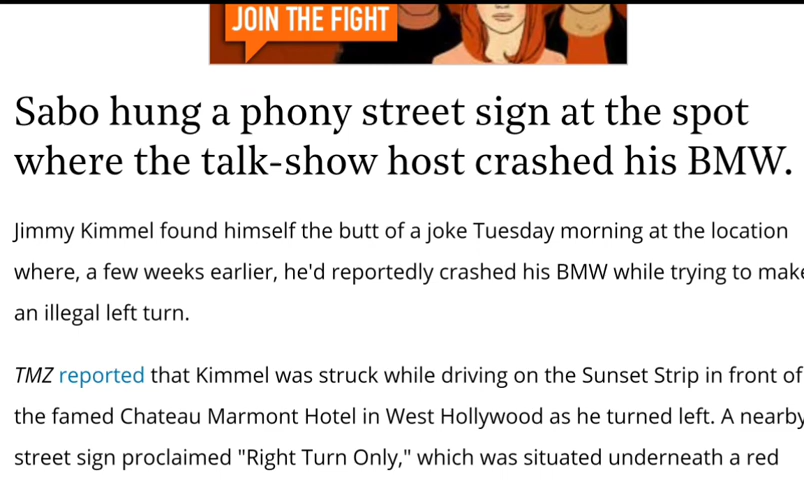 JOIN THE FIGHT
Sabo hung a phony street sign at the spot
where the talk-show host crashed his BMW.
Jimmy Kimmel found himself the butt of a joke Tuesday morning at the location
where, a few weeks earlier, he'd reportedly crashed his BMW while trying to make
an illegal left turn.
TMZ reported that Kimmel was struck while driving on the Sunset Strip in front of
the famed Chateau Marmont Hotel in West Hollywood as he turned left. A nearby
street sign proclaimed "Right Turn Only," which was situated underneath a red